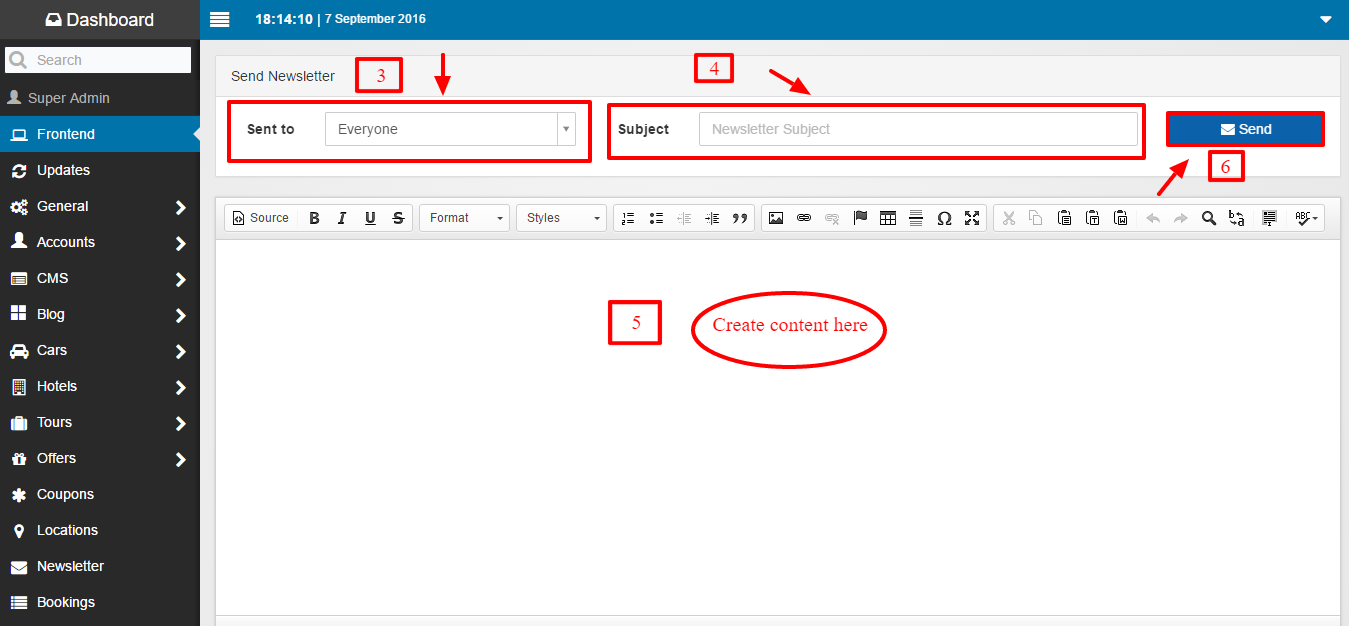 Dashboard
18:14:10 | 7 September 2016
Search
Super Admin
Frontend
Updates
General
Accounts
CMS
Blog
Cars
Hotels
Tours
Offers
Coupons
Locations
Newsletter
Bookings
Send Newsletter
3
4
Sent to
Everyone
Subject
Newsletter Subject
Send
6
Source B I U S Format Styles
ABC
5
Create content here